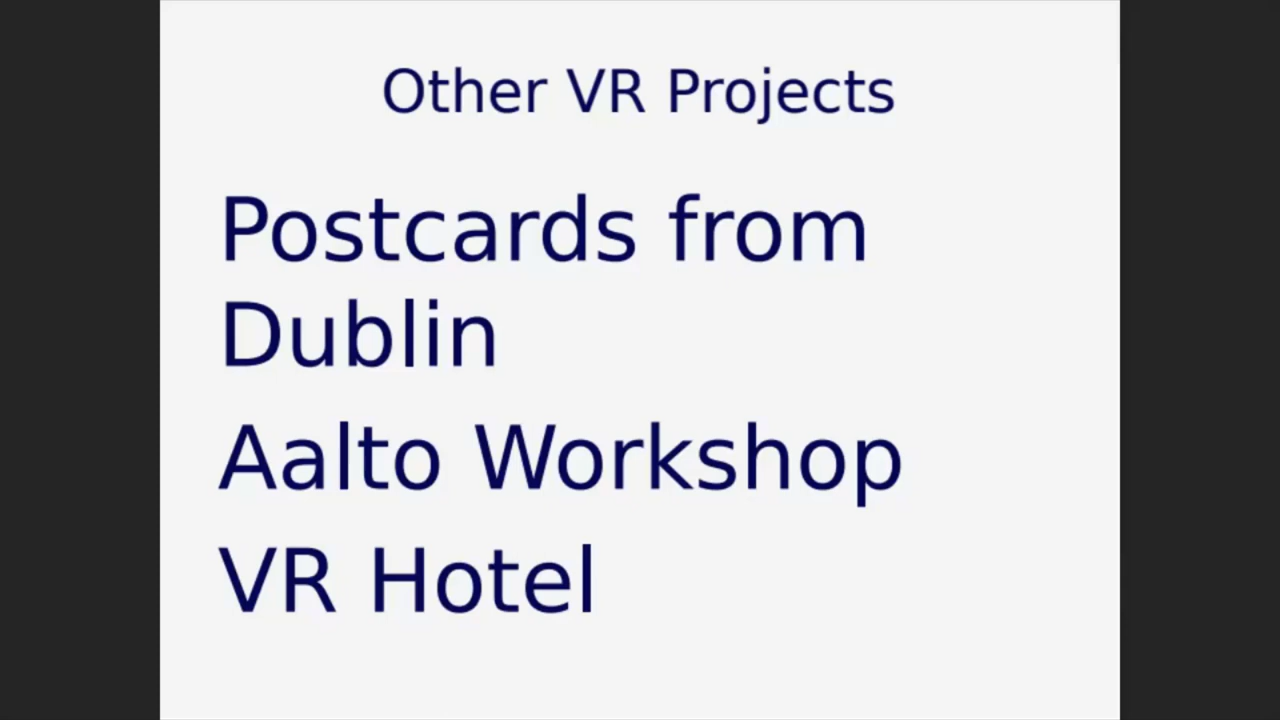 Other VR Projects
Postcards from
Dublin
Aalto Workshop
VR Hotel